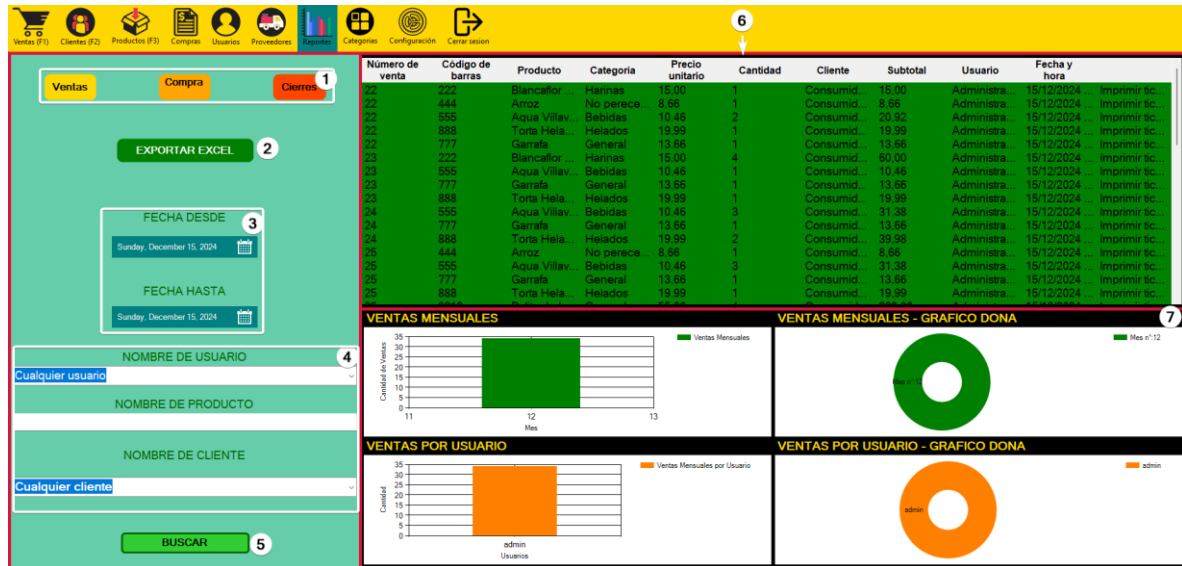 Ventas (F1) Clientes (F2) Productos (F3) Compras Usuarios Proveedores Reportes Categories Configuración Cerrar sesion
6
Ventas Compra Cierres 1
EXPORTAR EXCEL 2
FECHA DESDE 3
Sunday, December 15, 2024
FECHA HASTA
Sunday, December 15, 2024
NOMBRE DE USUARIO 4
Cualquier usuario
NOMBRE DE PRODUCTO
NOMBRE DE CLIENTE
Cualquier cliente
BUSCAR 5
Número de venta Código de barras Producto Categoría Precio unitario Cantidad Cliente Subtotal Usuario Fecha y hora
22 222 Blancaflor ... Harinas 15,00 1 Consumid... 15,00 Administra... 15/12/2024 ... Imprimir tic...
22 444 Arroz No perece... 8,66 1 Consumid... 8,66 Administra... 15/12/2024 ... Imprimir tic...
22 555 Aqua Villav... Bebidas 10,46 2 Consumid... 20,92 Administra... 15/12/2024 ... Imprimir tic...
22 888 Torta Hela... Helados 19,99 1 Consumid... 19,99 Administra... 15/12/2024 ... Imprimir tic...
22 777 Garrafa General 13,66 1 Consumid... 13,66 Administra... 15/12/2024 ... Imprimir tic...
23 222 Blancaflor ... Harinas 15,00 4 Consumid... 60,00 Administra... 15/12/2024 ... Imprimir tic...
23 555 Aqua Villav... Bebidas 10,46 1 Consumid... 10,46 Administra... 15/12/2024 ... Imprimir tic...
23 777 Garrafa General 13,66 1 Consumid... 13,66 Administra... 15/12/2024 ... Imprimir tic...
23 888 Torta Hela... Helados 19,99 1 Consumid... 19,99 Administra... 15/12/2024 ... Imprimir tic...
24 555 Aqua Villav... Bebidas 10,46 3 Consumid... 31,38 Administra... 15/12/2024 ... Imprimir tic...
24 777 Garrafa General 13,66 1 Consumid... 13,66 Administra... 15/12/2024 ... Imprimir tic...
24 888 Torta Hela... Helados 19,99 2 Consumid... 39,98 Administra... 15/12/2024 ... Imprimir tic...
25 444 Arroz No perece... 8,66 1 Consumid... 8,66 Administra... 15/12/2024 ... Imprimir tic...
25 555 Aqua Villav... Bebidas 10,46 3 Consumid... 31,38 Administra... 15/12/2024 ... Imprimir tic...
25 777 Garrafa General 13,66 1 Consumid... 13,66 Administra... 15/12/2024 ... Imprimir tic...
25 888 Torta Hela... Helados 19,99 1 Consumid... 19,99 Administra... 15/12/2024 ... Imprimir tic...
VENTAS MENSUALES
Ventas Mensuales
Cantidad de Ventas
35
30
25
20
15
10
5
0
11 12 13
Mes
VENTAS MENSUALES - GRAFICO DONA 7
Mes n°:12
Mes n°:12
VENTAS POR USUARIO
Ventas Mensuales por Usuario
Cantidad
35
30
25
20
15
10
5
0
admin
Usuarios
VENTAS POR USUARIO - GRAFICO DONA
admin
admin